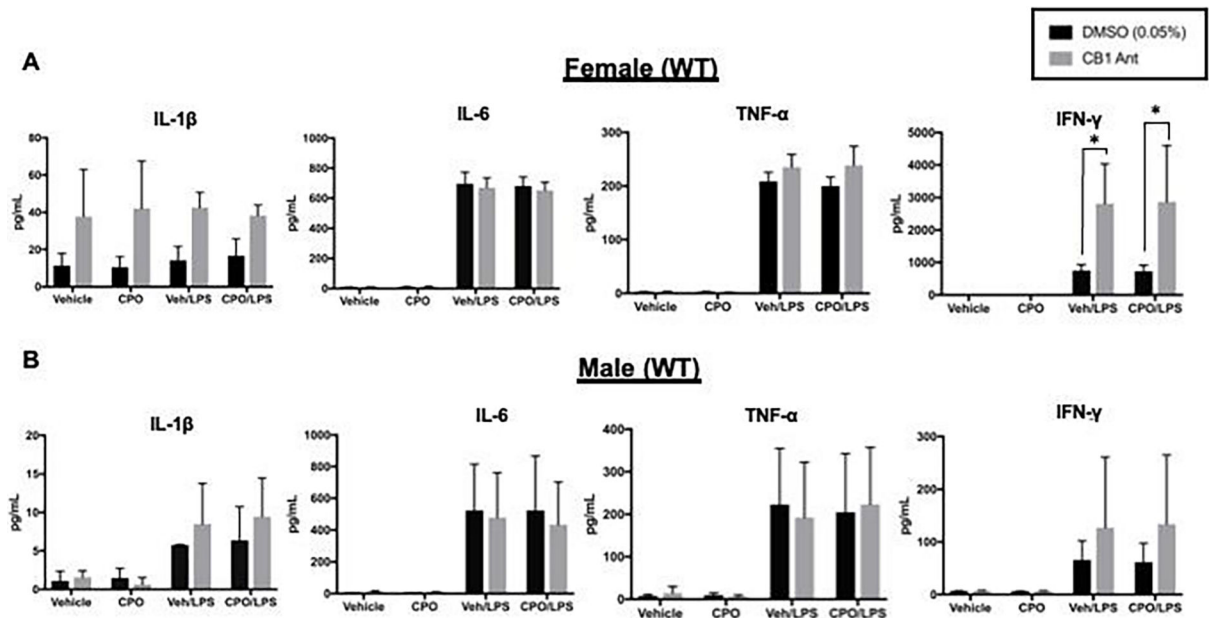 DMSO (0.05%)
CB1 Ant
A
Female (WT)
IL-1β
80
60
40
20
0
pg/mL
Vehicle CPO Veh/LPS CPO/LPS
IL-6
1000
800
600
400
200
0
pg/mL
Vehicle CPO Veh/LPS CPO/LPS
TNF-α
300
200
100
0
pg/mL
Vehicle CPO Veh/LPS CPO/LPS
IFN-γ
5000
4000
3000
2000
1000
0
pg/mL
* *
Vehicle CPO Veh/LPS CPO/LPS
B
Male (WT)
IL-1β
20
15
10
5
0
pg/mL
Vehicle CPO Veh/LPS CPO/LPS
IL-6
1000
800
600
400
200
0
pg/mL
Vehicle CPO Veh/LPS CPO/LPS
TNF-α
400
300
200
100
0
pg/mL
Vehicle CPO Veh/LPS CPO/LPS
IFN-γ
300
200
100
0
pg/mL
Vehicle CPO Veh/LPS CPO/LPS